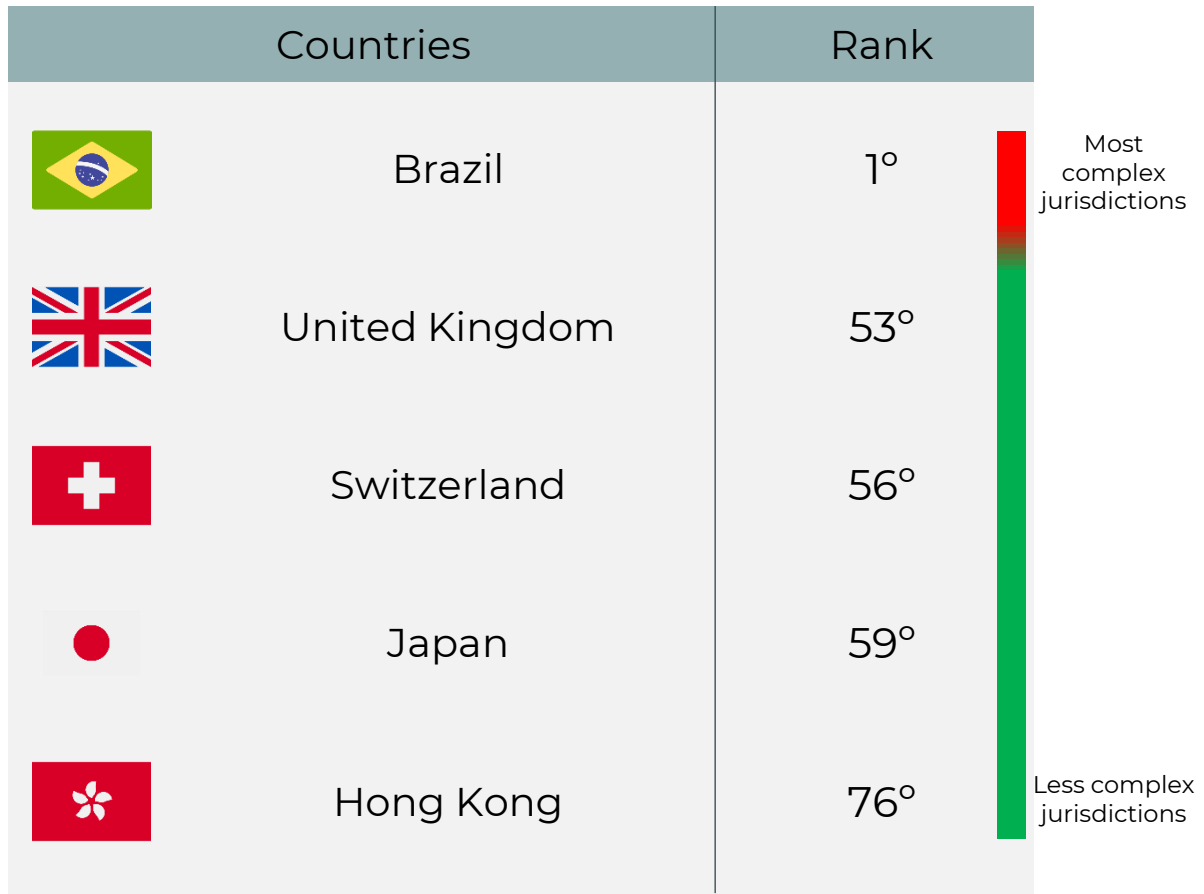 Countries Rank
Brazil 1º
Most
complex
jurisdictions
United Kingdom 53º
Switzerland 56º
Japan 59º
Hong Kong 76º
Less complex
jurisdictions